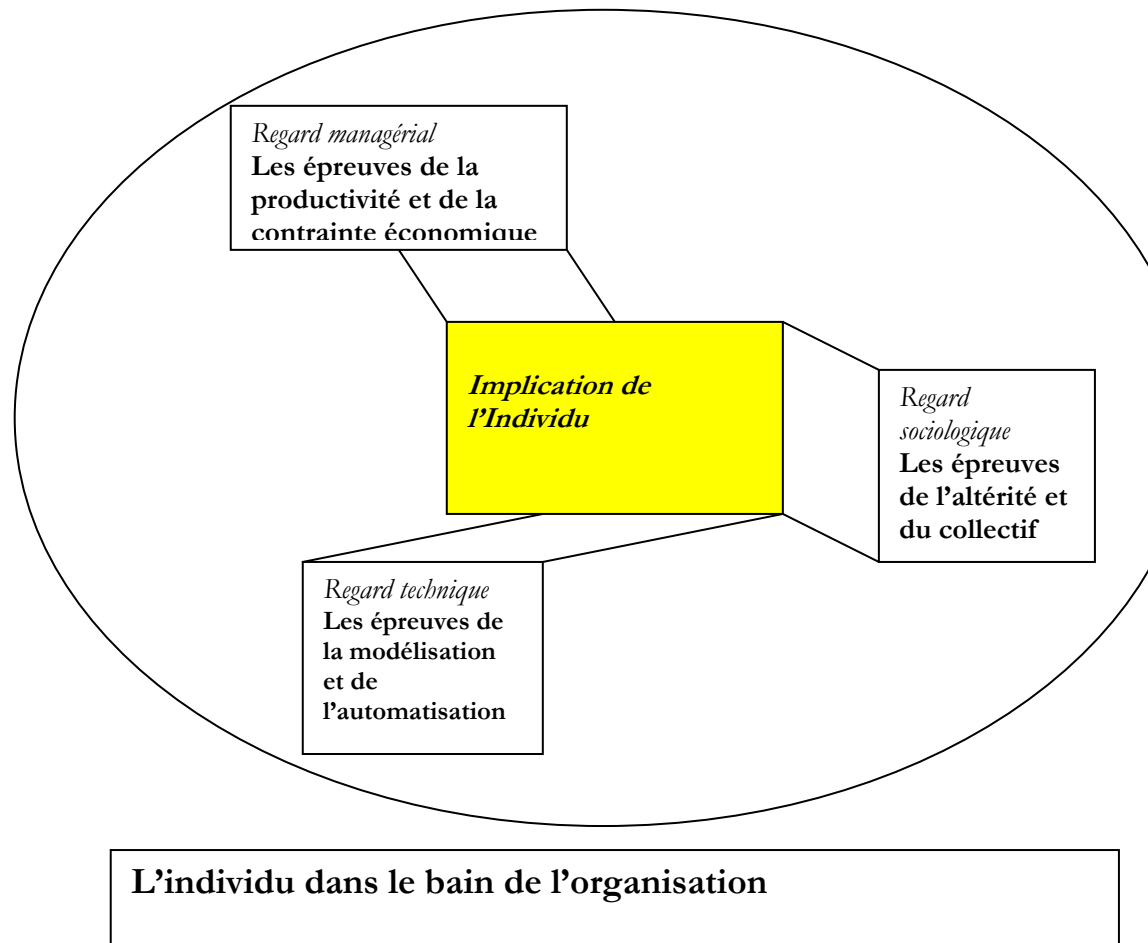 Regard managérial
Les épreuves de la
productivité et de la
contrainte économique
Implication de
l’Individu
Regard
sociologique
Les épreuves
de l’altérité et
du collectif
Regard technique
Les épreuves de
la modélisation
et de
l’automatisation
L’individu dans le bain de l’organisation